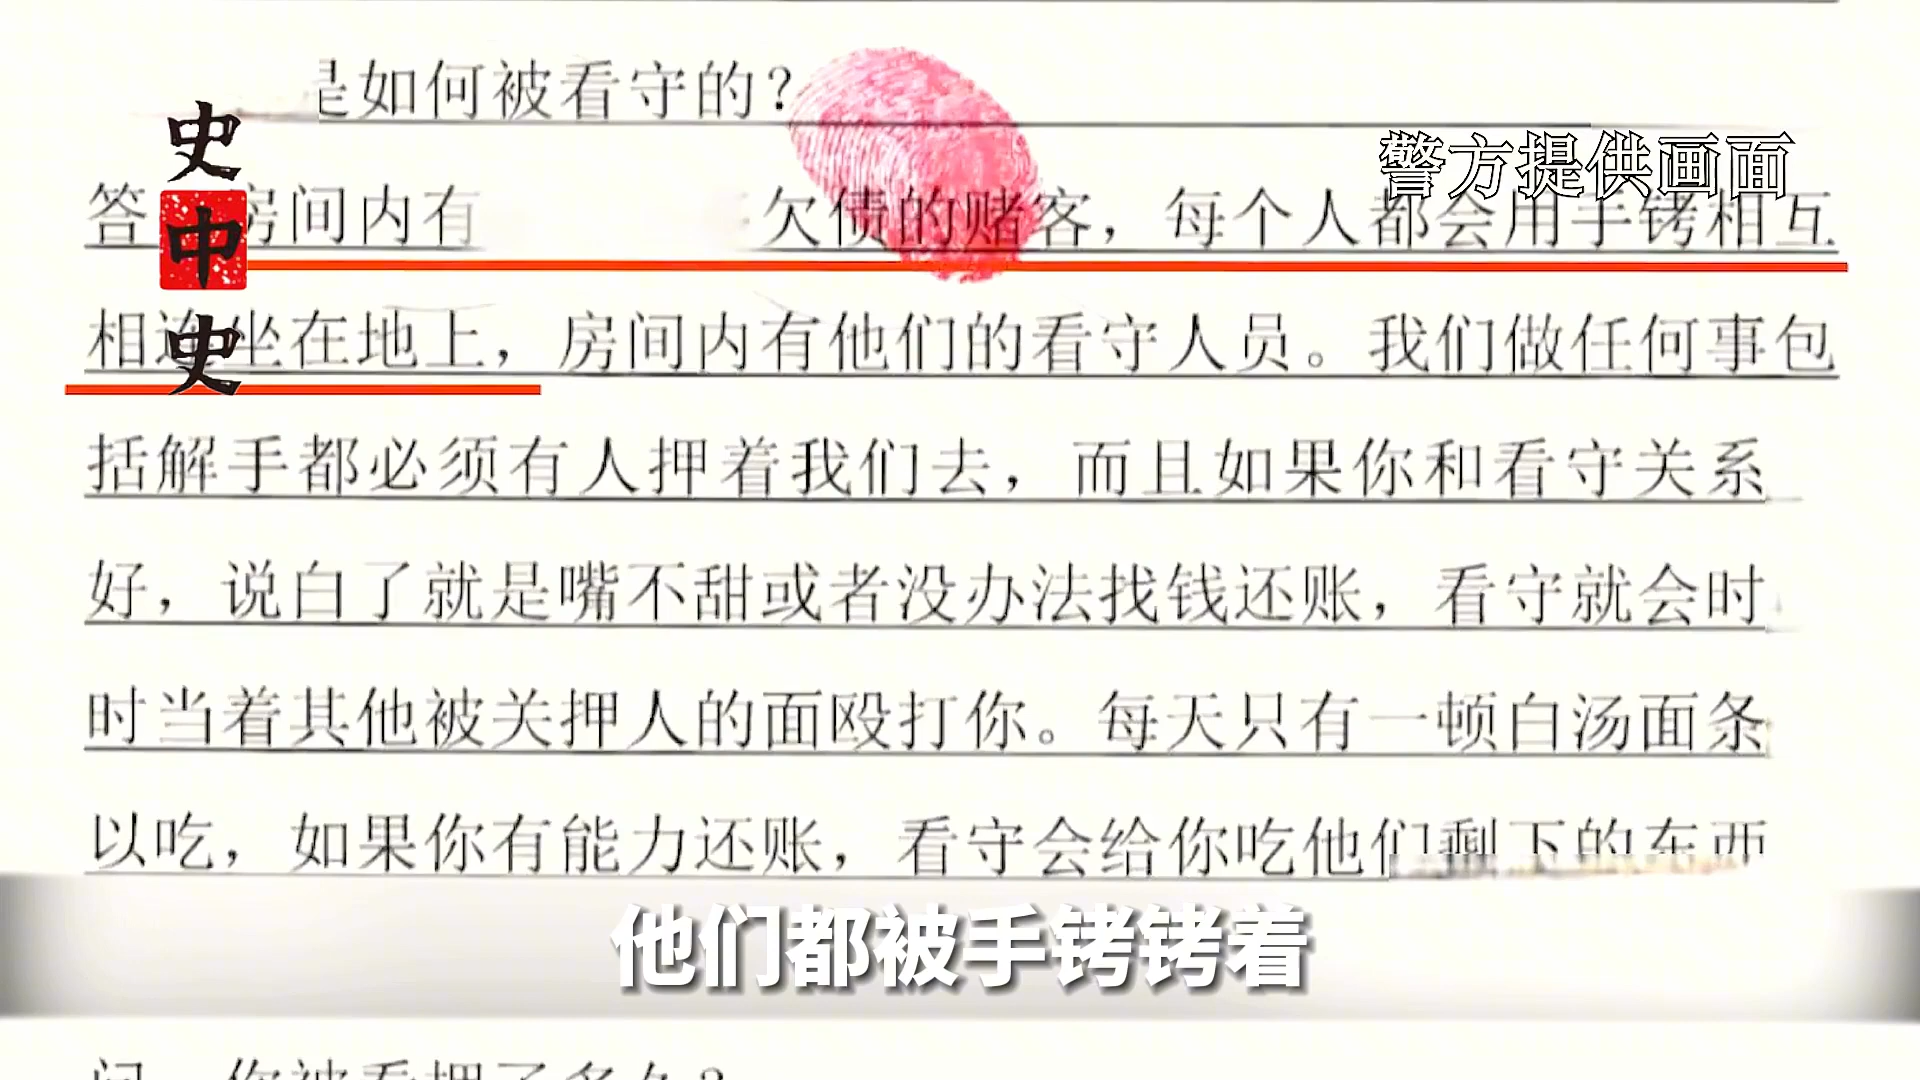 是如何被看守的？
警方提供画面
史中史
答 房间内有 欠债的赌客，每个人都会用手铐相互
相连坐在地上，房间内有他们的看守人员。我们做任何事包
括解手都必须有人押着我们去，而且如果你和看守关系
好，说白了就是嘴不甜或者没办法找钱还账，看守就会时
时当着其他被关押人的面殴打你。每天只有一顿白汤面条
以吃，如果你有能力还账，看守会给你吃他们剩下的东西
他们都被手铐铐着
问 你被看押了多久？